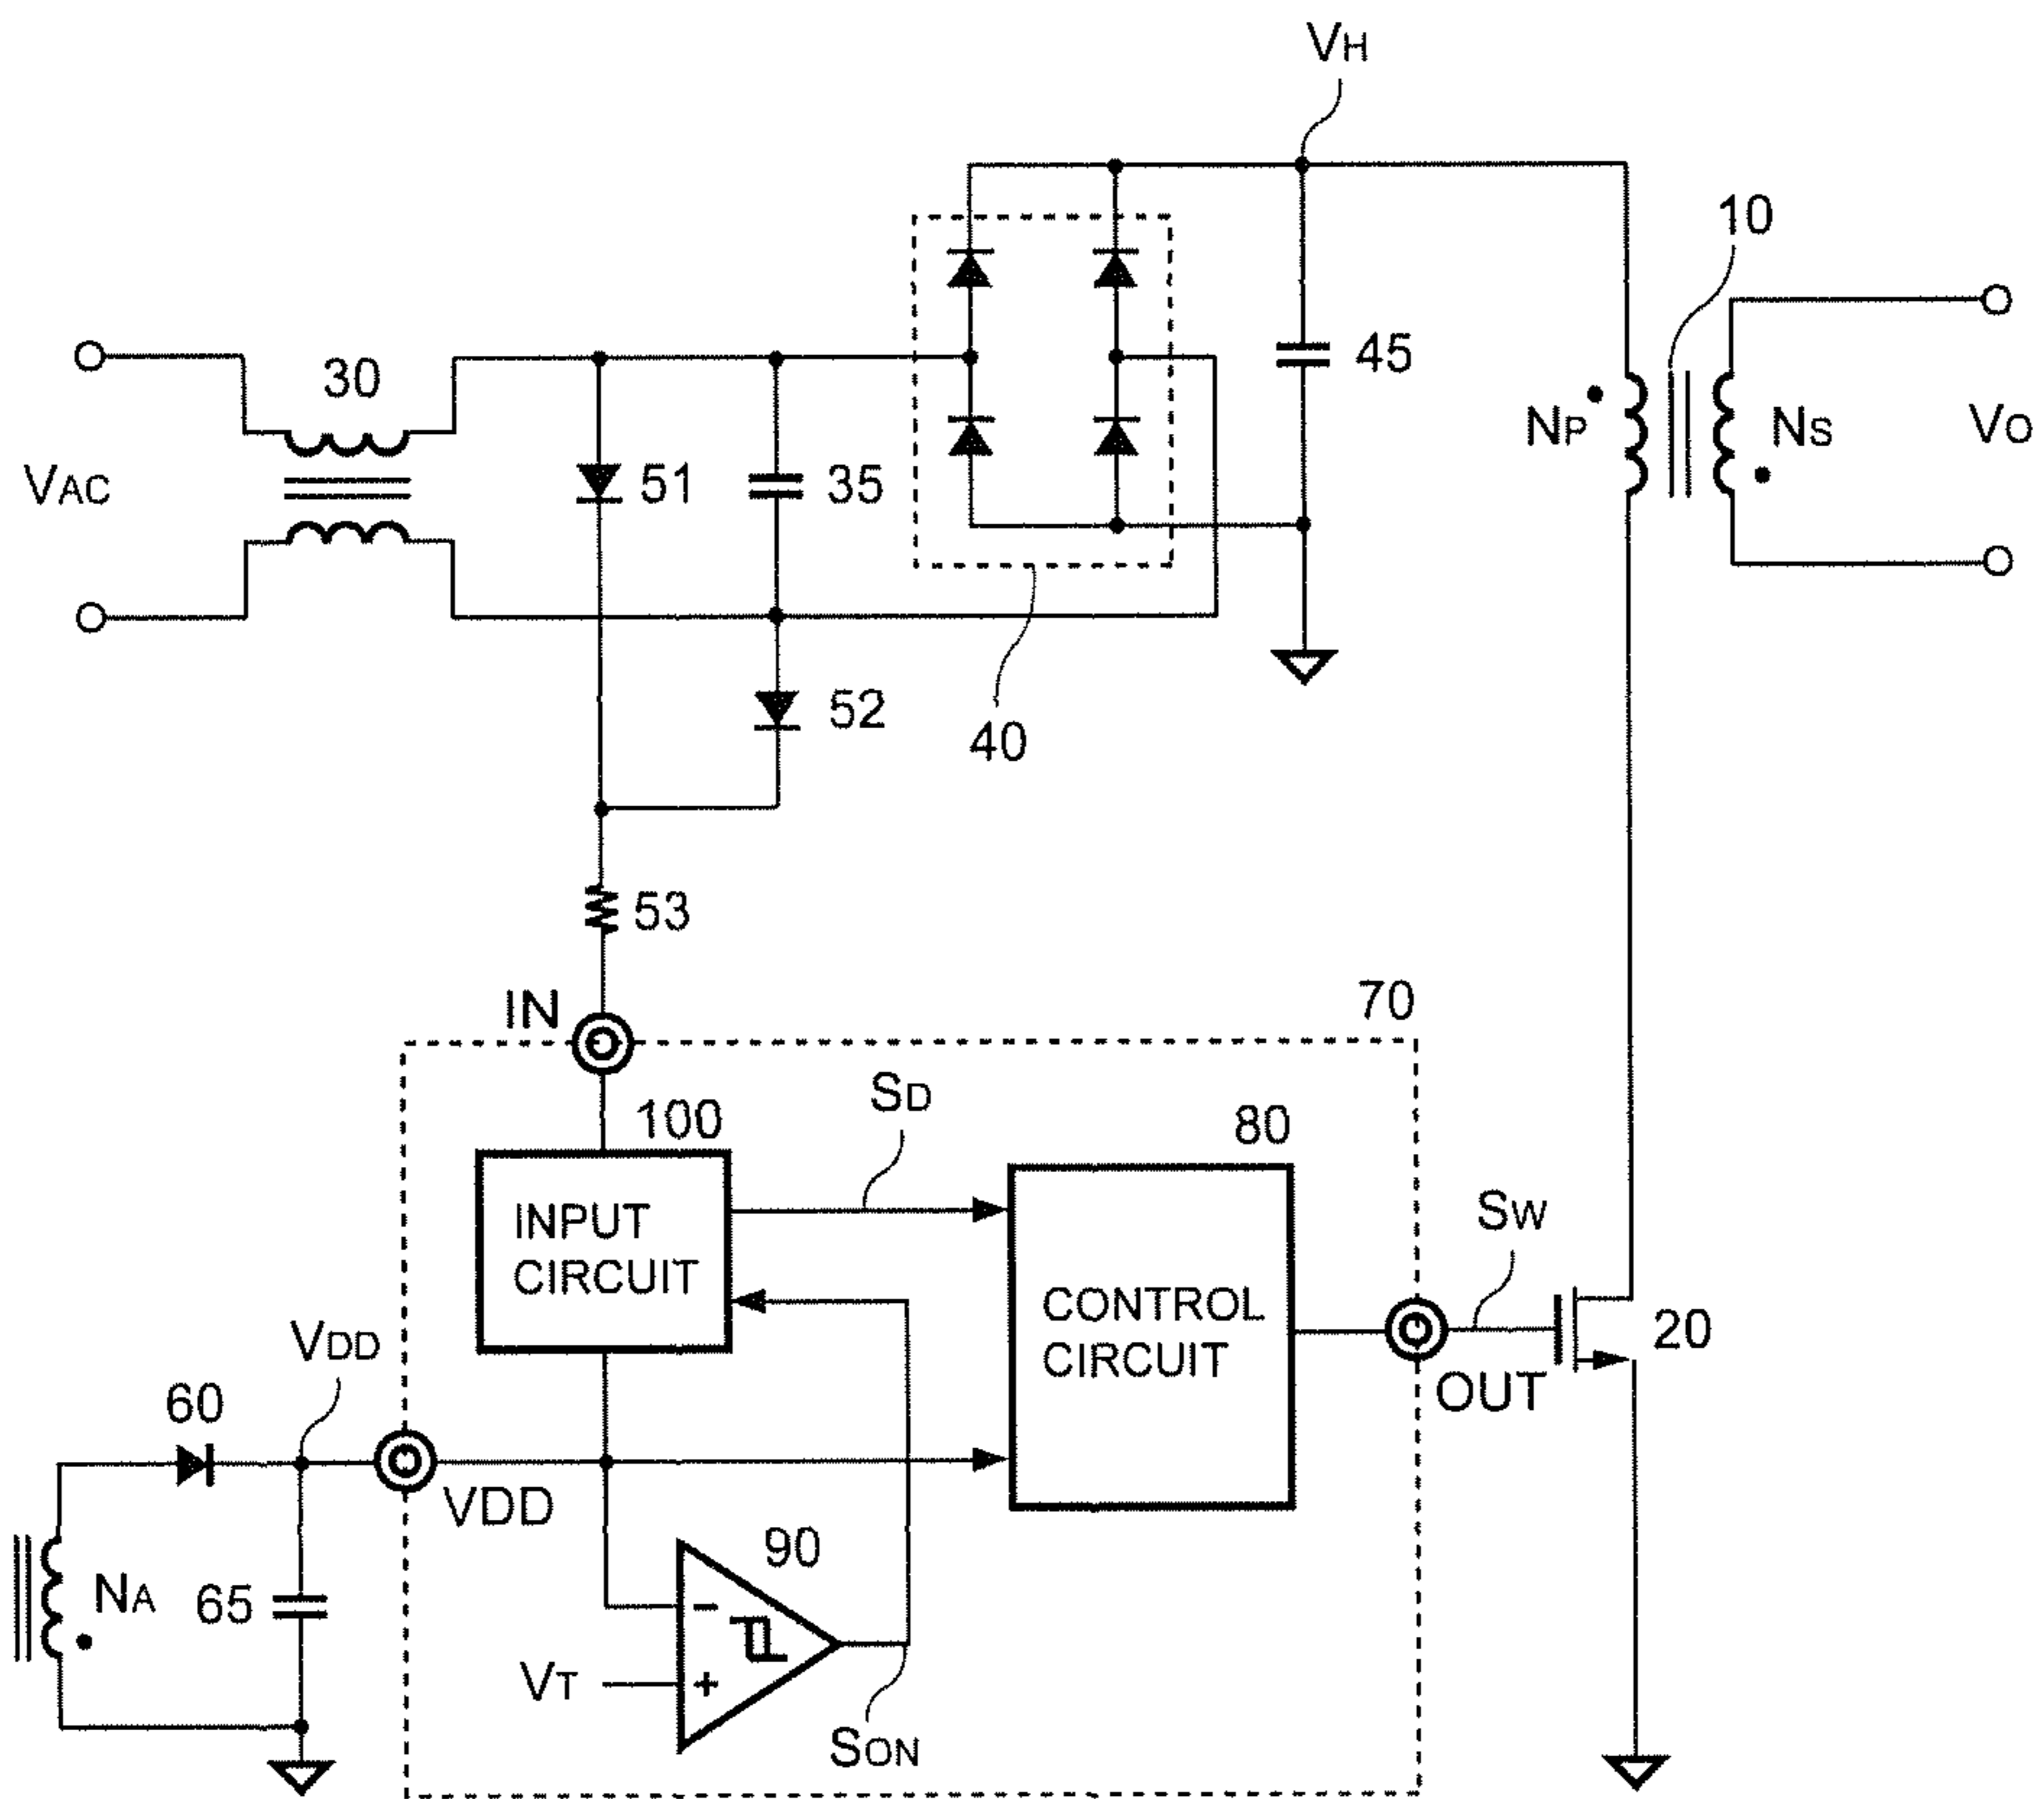 VH
10
30
45
NP
NS
VO
VAC
51
35
52
40
53
IN
70
100
SD
80
INPUT
CIRCUIT
SW
CONTROL
CIRCUIT
20
VDD
OUT
60
VDD
90
NA
65
−
VT
+
SON